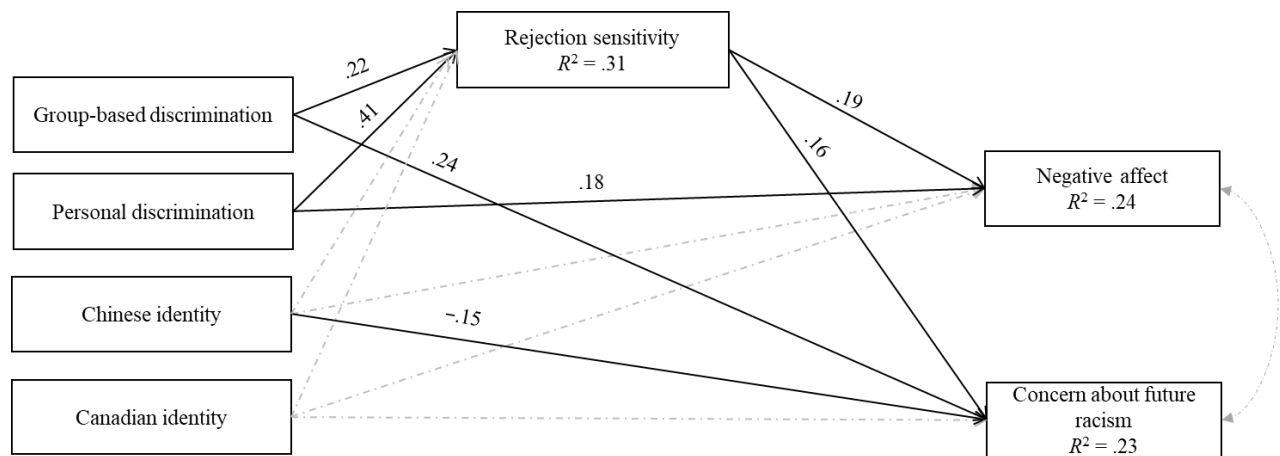 Rejection sensitivity
R² = .31
Group-based discrimination
.22
.41
.19
.16
.24
Personal discrimination
.18
Negative affect
R² = .24
Chinese identity
−.15
Canadian identity
Concern about future
racism
R² = .23